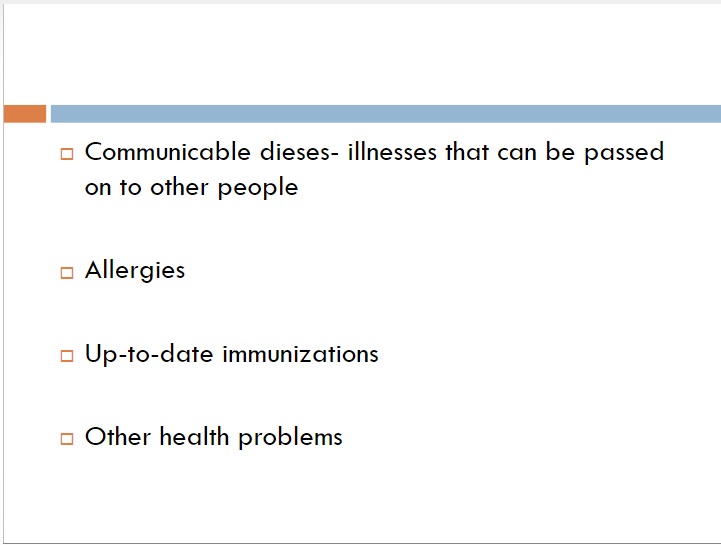 Communicable dieses- illnesses that can be passed
on to other people
Allergies
Up-to-date immunizations
Other health problems